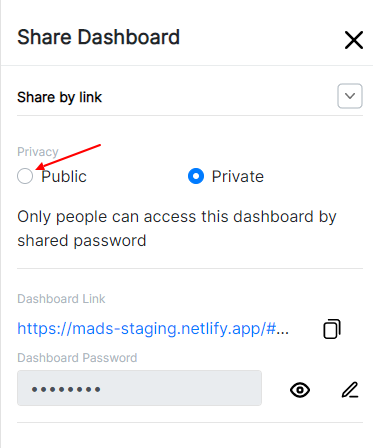 Share Dashboard
Share by link
Privacy
Public Private
Only people can access this dashboard by
shared password
Dashboard Link
https://mads-staging.netlify.app/#...
Dashboard Password
••••••••